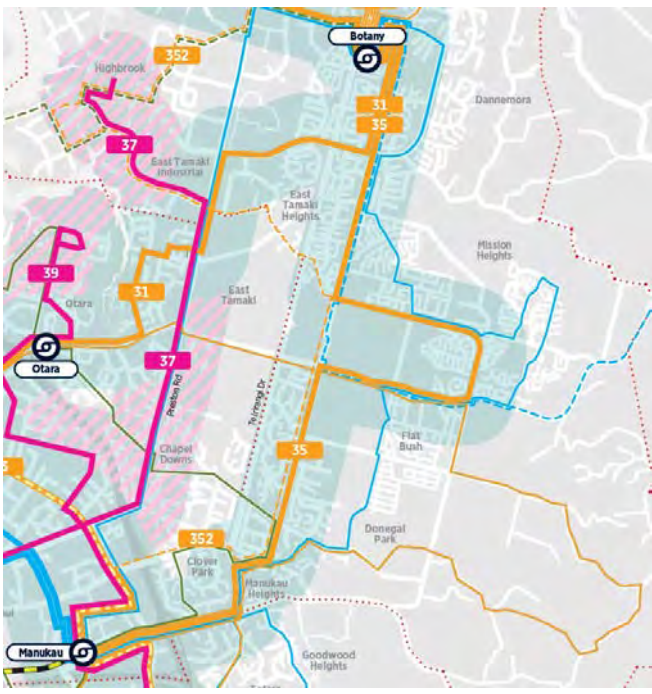 Botany
352
Highbrook
31
35
Dannemora
37
East Tamaki
Industrial
East
Tamaki
Heights
Mission
Heights
39
Otara
31
East
Tamaki
Otara
37
Preston Rd
Te Irirangi Dr
Chapel
Downs
35
Flat
Bush
352
Donegal
Park
Clover
Park
Manukau
Heights
Manukau
Goodwood
Heights